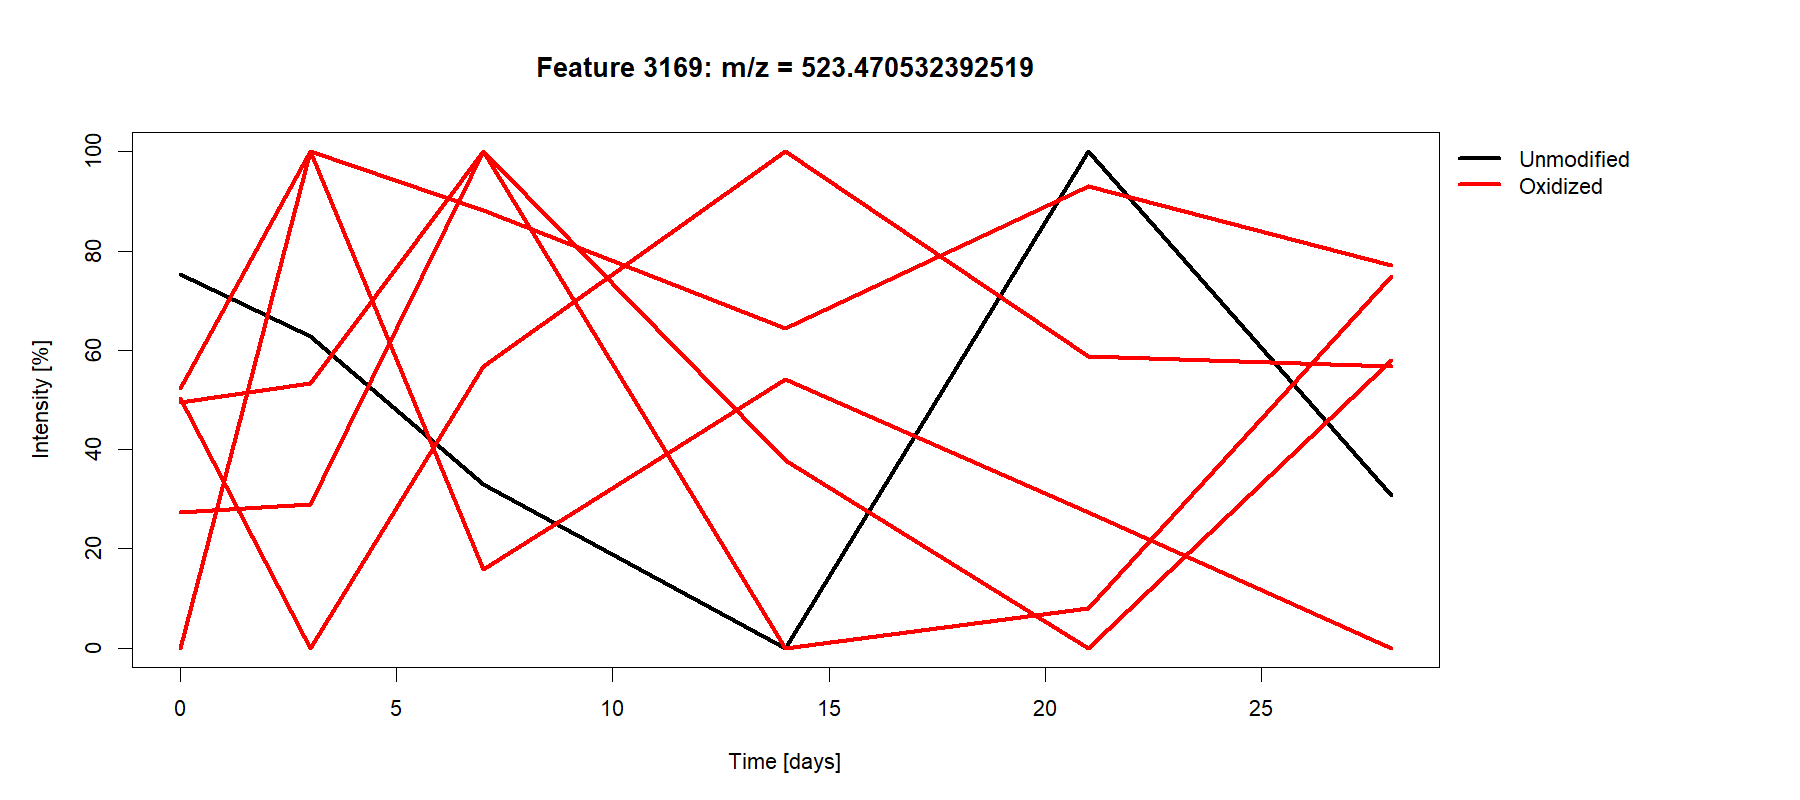 Feature 3169: m/z = 523.470532392519
Unmodified
Oxidized
Intensity [%]
100
80
60
40
20
0
0 5 10 15 20 25
Time [days]